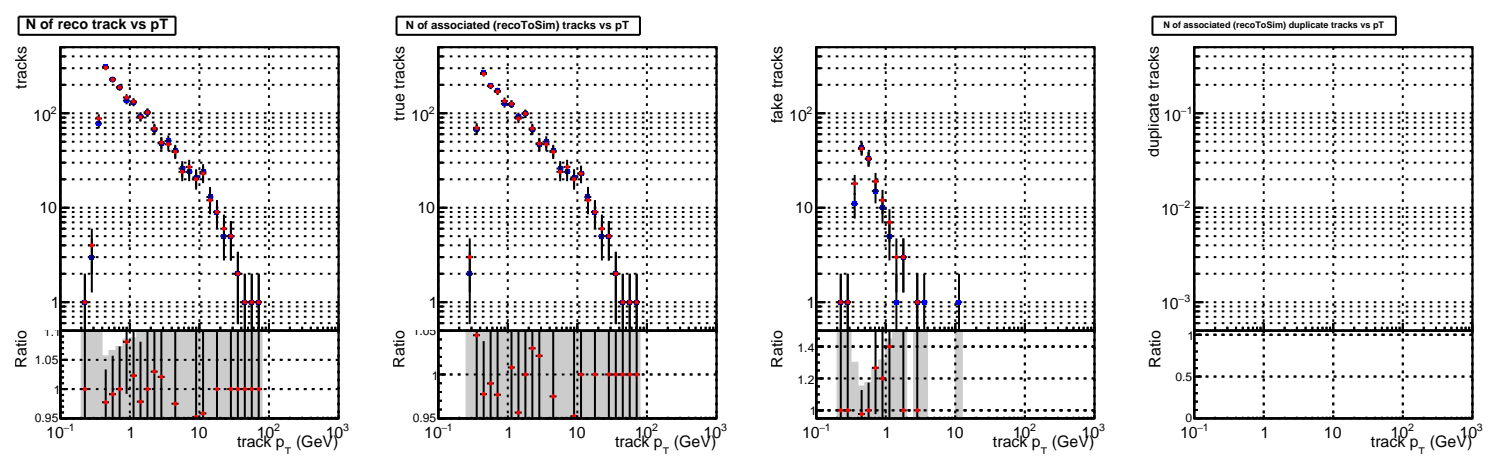 N of reco track vs pT
tracks
10²
10
1
Ratio
1.1
1.05
1
0.95
10⁻¹ 1 10 10² 10³
track p_T (GeV)
N of associated (recoToSim) tracks vs pT
true tracks
10²
10
1
Ratio
1.05
1
0.95
10⁻¹ 1 10 10² 10³
track p_T (GeV)
fake tracks
10²
10
1
Ratio
1.4
1.2
1
10⁻¹ 1 10 10² 10³
track p_T (GeV)
N of associated (recoToSim) duplicate tracks vs pT
duplicate tracks
10⁻¹
10⁻²
10⁻³
Ratio
1
0.5
0
10⁻¹ 1 10 10² 10³
track p_T (GeV)